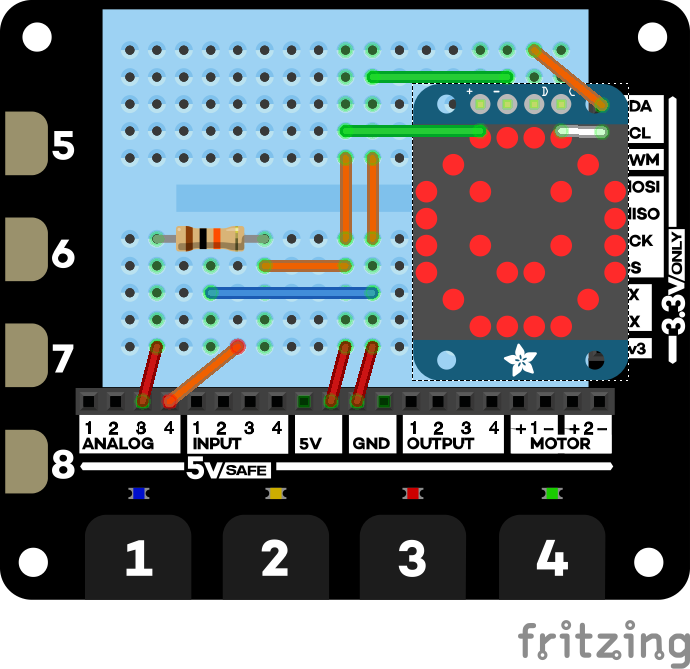 + - D C
DA
CL
5
WM
OSI
ISO
6
CK
S
X
X
3.3V/ONLY
7
v3
1 2 3 4 1 2 3 4 5V GND 1 2 3 4 +1- +2-
ANALOG INPUT OUTPUT MOTOR
8
5V/SAFE
1 2 3 4
fritzing